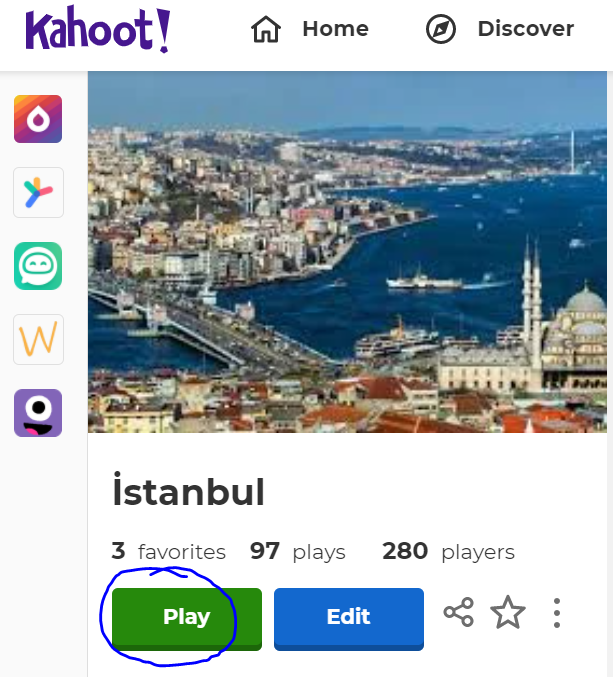 Kahoot! Home Discover
W
İstanbul
3 favorites 97 plays 280 players
Play Edit